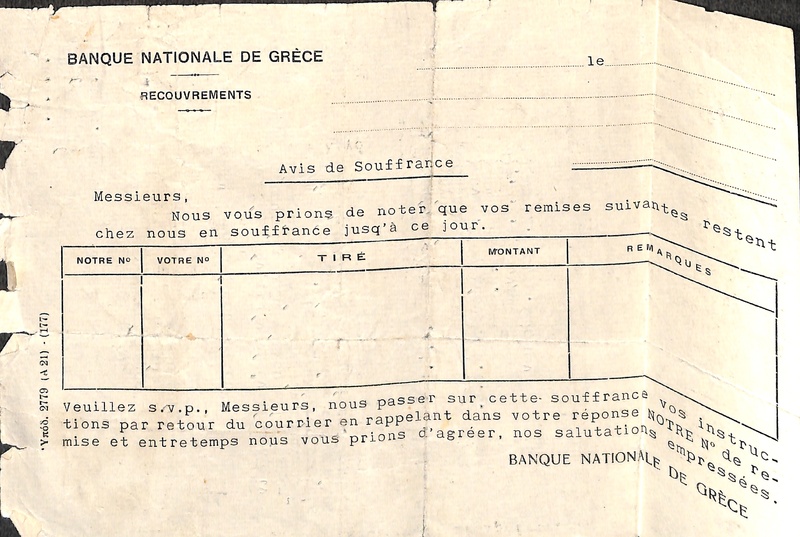 BANQUE NATIONALE DE GRÈCE
le
RECOUVREMENTS
Avis de Souffrance
Messieurs,
Nous vous prions de noter que vos remises suivantes restent
chez nous en souffrance jusq'à ce jour.
NOTRE Nº VOTRE Nº TIRÉ MONTANT REMARQUES
Veuillez s.v.p., Messieurs, nous passer sur cette souffrance vos instruc-
tions par retour du courrier en rappelant dans votre réponse NOTRE Nº de re-
mise et entretemps nous vous prions d'agréer, nos salutations empressées.
BANQUE NATIONALE DE GRÈCE
Ὑπόδ. 2779 (A 21) - (177)